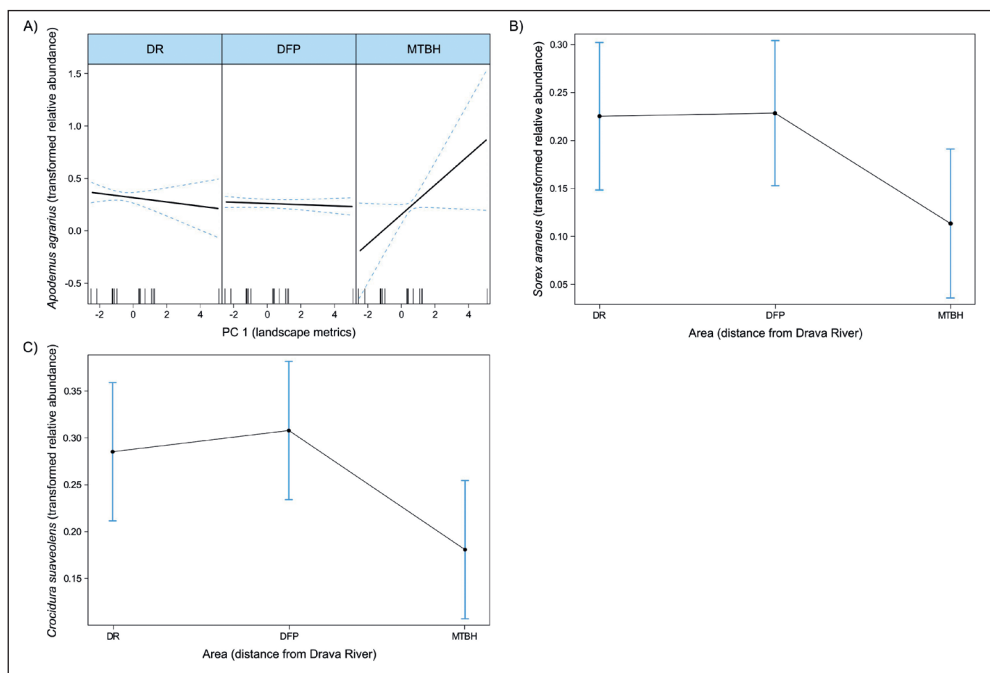 A)
DR DFP MTBH
Apodemus agrarius (transformed relative abundance)
1.5
1.0
0.5
0.0
-0.5
-2 0 2 4 -2 0 2 4 -2 0 2 4
PC 1 (landscape metrics)
B)
Sorex araneus (transformed relative abundance)
0.30
0.25
0.20
0.15
0.10
0.05
DR DFP MTBH
Area (distance from Drava River)
C)
Crocidura suaveolens (transformed relative abundance)
0.35
0.30
0.25
0.20
0.15
DR DFP MTBH
Area (distance from Drava River)